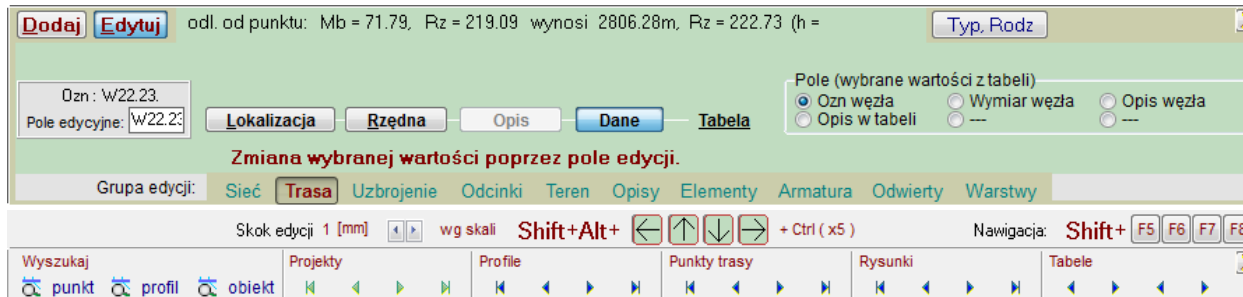 Dodaj Edytuj odl. od punktu: Mb = 71.79, Rz = 219.09 wynosi 2806.28m, Rz = 222.73 (h = Typ, Rodz
Pole (wybrane wartości z tabeli)
Ozn : W22.23. Ozn węzła Wymiar węzła Opis węzła
Pole edycyjne: W22.23 Lokalizacja Rzędna Opis Dane Tabela Opis w tabeli --- ---
Zmiana wybranej wartości poprzez pole edycji.
Grupa edycji: Sieć Trasa Uzbrojenie Odcinki Teren Opisy Elementy Armatura Odwierty Warstwy
Skok edycji 1 [mm] wg skali Shift+Alt+ ← ↑ ↓ → + Ctrl ( x5 ) Nawigacja: Shift+ F5 F6 F7 F8
Wyszukaj Projekty Profile Punkty trasy Rysunki Tabele
punkt profil obiekt